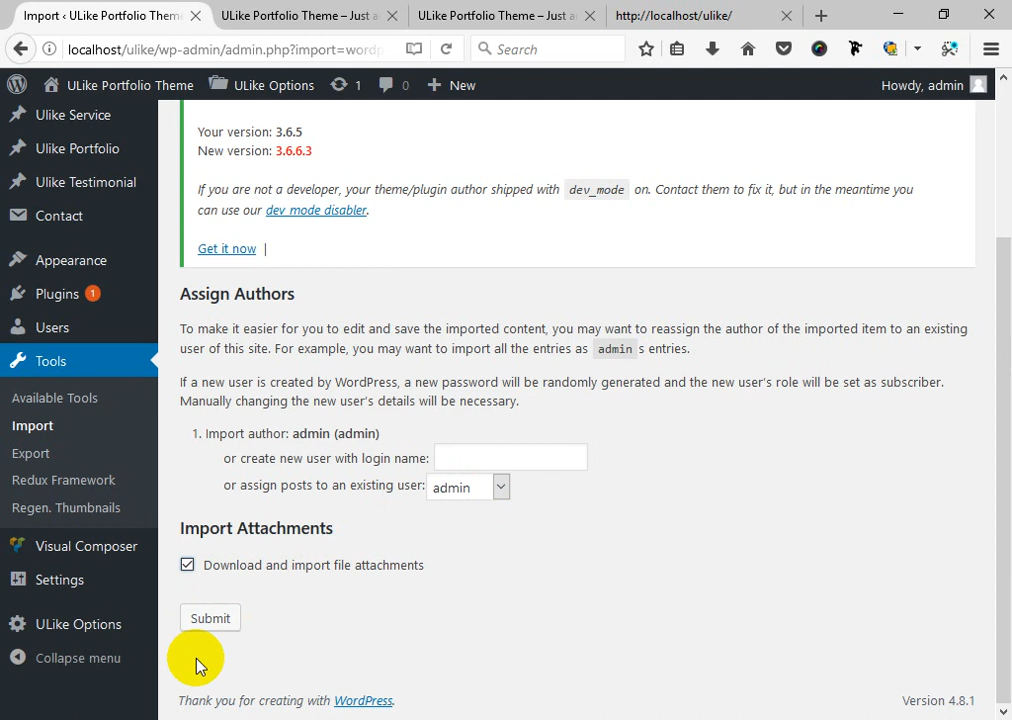 Import ‹ ULike Portfolio Theme
ULike Portfolio Theme – Just a
ULike Portfolio Theme – Just a
http://localhost/ulike/
localhost/ulike/wp-admin/admin.php?import=wordp
Search
ULike Portfolio Theme
ULike Options
1
0
New
Howdy, admin
Ulike Service
Ulike Portfolio
Ulike Testimonial
Contact
Appearance
Plugins 1
Users
Tools
Available Tools
Import
Export
Redux Framework
Regen. Thumbnails
Visual Composer
Settings
ULike Options
Collapse menu
Your version: 3.6.5
New version: 3.6.6.3
If you are not a developer, your theme/plugin author shipped with dev_mode on. Contact them to fix it, but in the meantime you
can use our dev mode disabler.
Get it now |
Assign Authors
To make it easier for you to edit and save the imported content, you may want to reassign the author of the imported item to an existing
user of this site. For example, you may want to import all the entries as admin s entries.
If a new user is created by WordPress, a new password will be randomly generated and the new user's role will be set as subscriber.
Manually changing the new user's details will be necessary.
1. Import author: admin (admin)
or create new user with login name:
or assign posts to an existing user: admin
Import Attachments
Download and import file attachments
Submit
Thank you for creating with WordPress.
Version 4.8.1